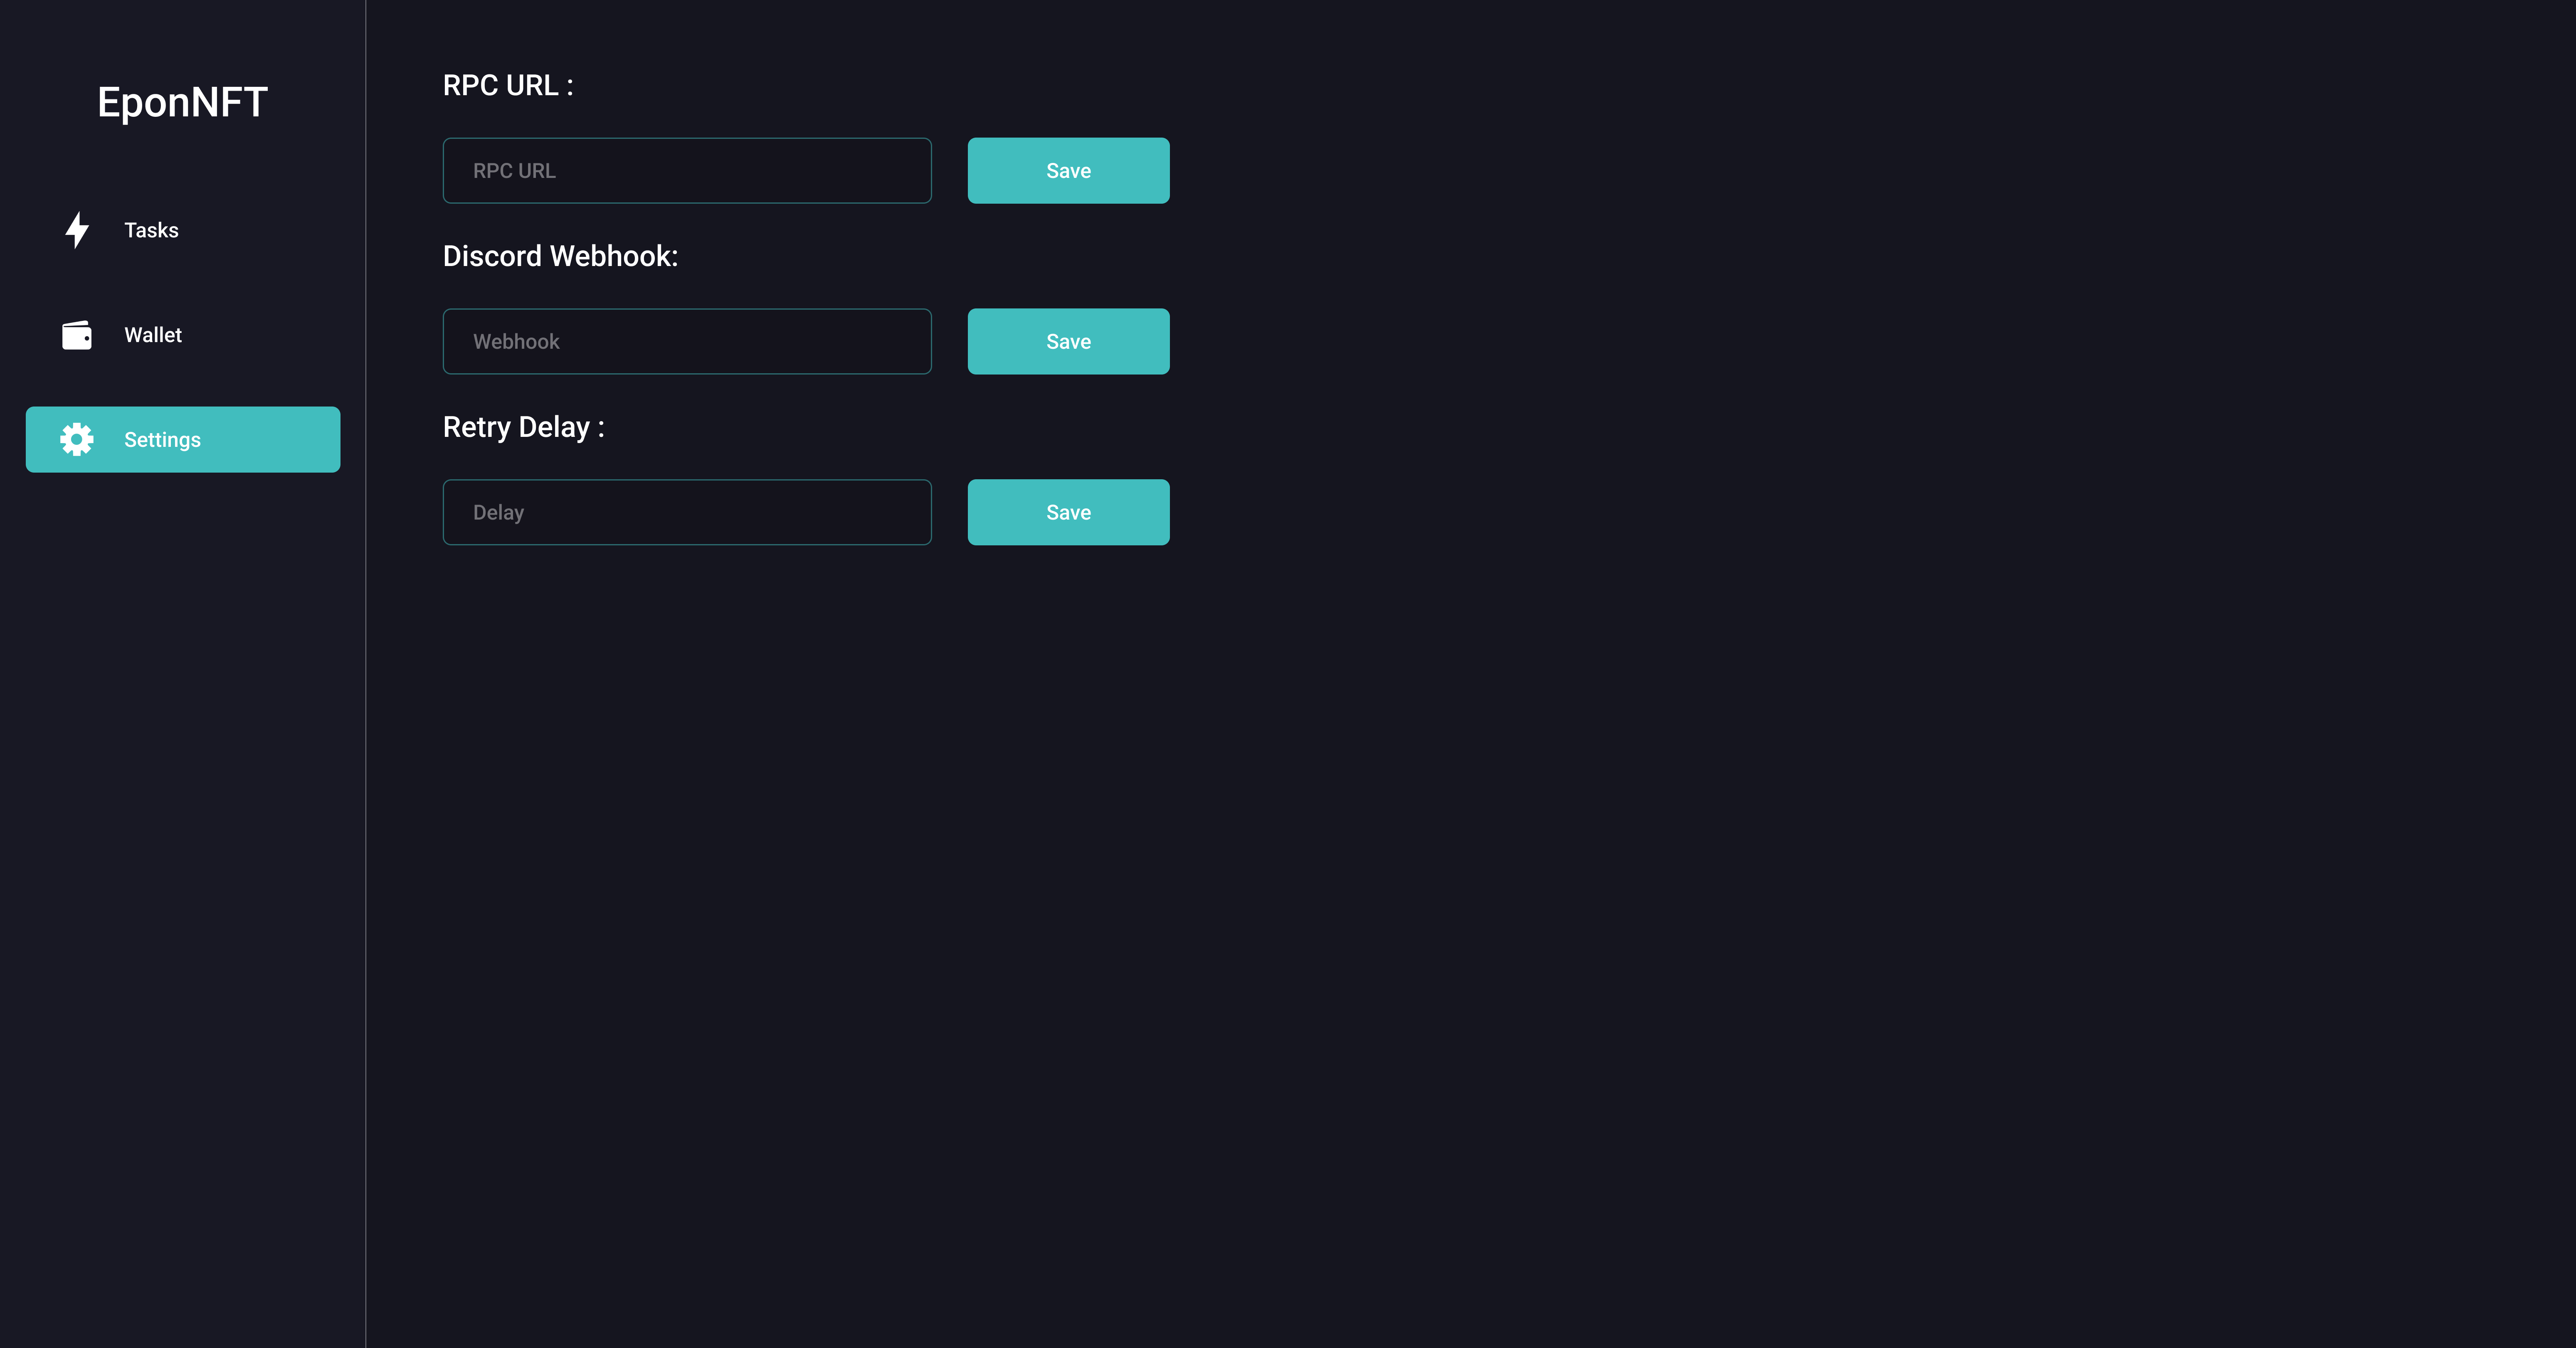 EponNFT
Tasks
Wallet
Settings
RPC URL :
RPC URL
Save
Discord Webhook:
Webhook
Save
Retry Delay :
Delay
Save